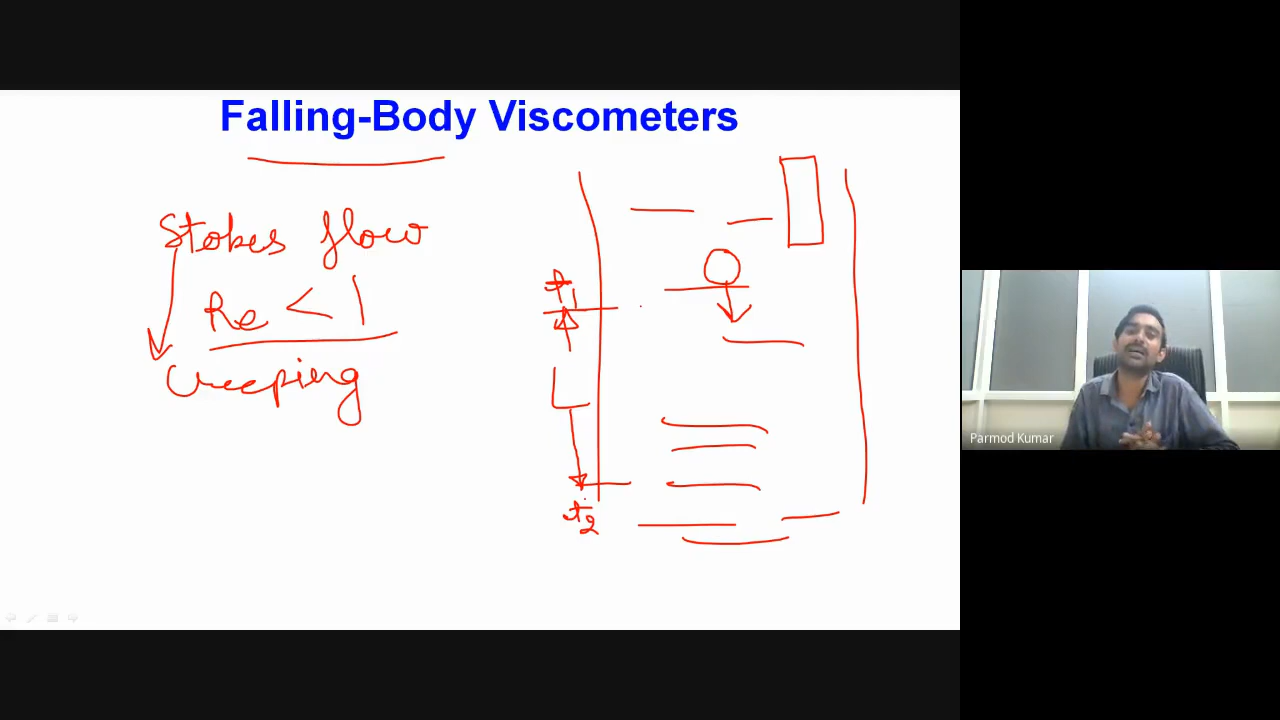 Falling-Body Viscometers
Stokes flow
Re < 1
Creeping
t1
L
t2
Parmod Kumar